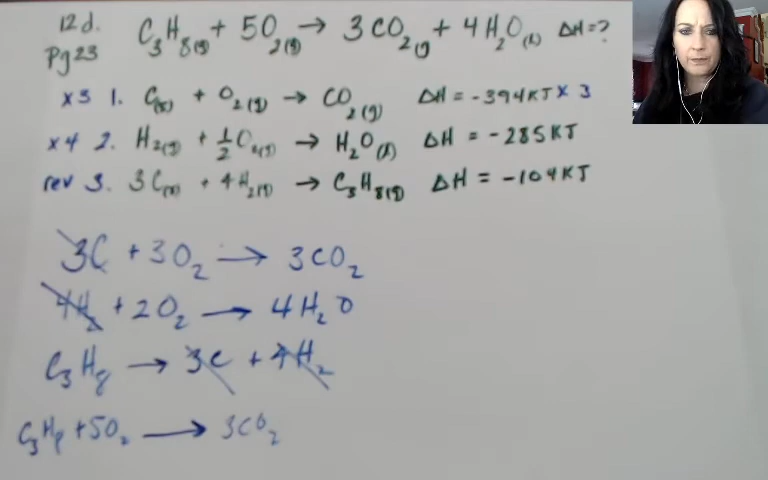 12d. C₃H₈(g) + 5O₂(g) → 3CO₂(g) + 4H₂O(l) ΔH = ?
Pg 23
x3 1. C(s) + O₂(g) → CO₂(g) ΔH = -394KJ x 3
x4 2. H₂(g) + ½O₂(g) → H₂O(l) ΔH = -285KJ
rev 3. 3C(s) + 4H₂(g) → C₃H₈(g) ΔH = -104KJ
3C + 3O₂ → 3CO₂
4H₂ + 2O₂ → 4H₂O
C₃H₈ → 3C + 4H₂
C₃H₈ + 5O₂ → 3CO₂